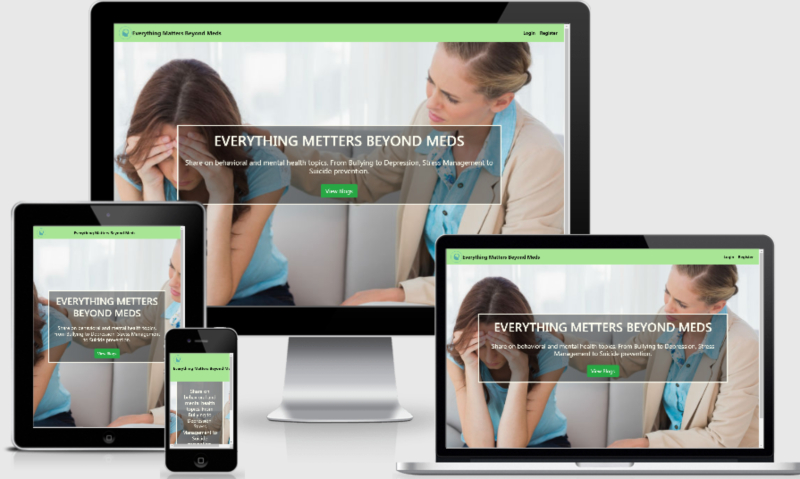 Everything Matters Beyond Meds
Login Register
EVERYTHING METTERS BEYOND MEDS
Share on behavioral and mental health topics. From Bullying to Depression, Stress Management to
Suicide prevention.
View Blogs
Everything Matters Beyond Meds
EVERYTHING METTERS
BEYOND MEDS
Share on behavioral and mental health topics.
From Bullying to Depression, Stress Management
to Suicide prevention.
View Blogs
Everything Matters Beyond M
Share on
behavioral and
mental health
topics. From
Bullying to
Depression,
Stress
Management to
Suicide
Everything Matters Beyond Meds
Login Register
EVERYTHING METTERS BEYOND MEDS
Share on behavioral and mental health topics. From Bullying to Depression, Stress
Management to Suicide prevention.
View Blogs